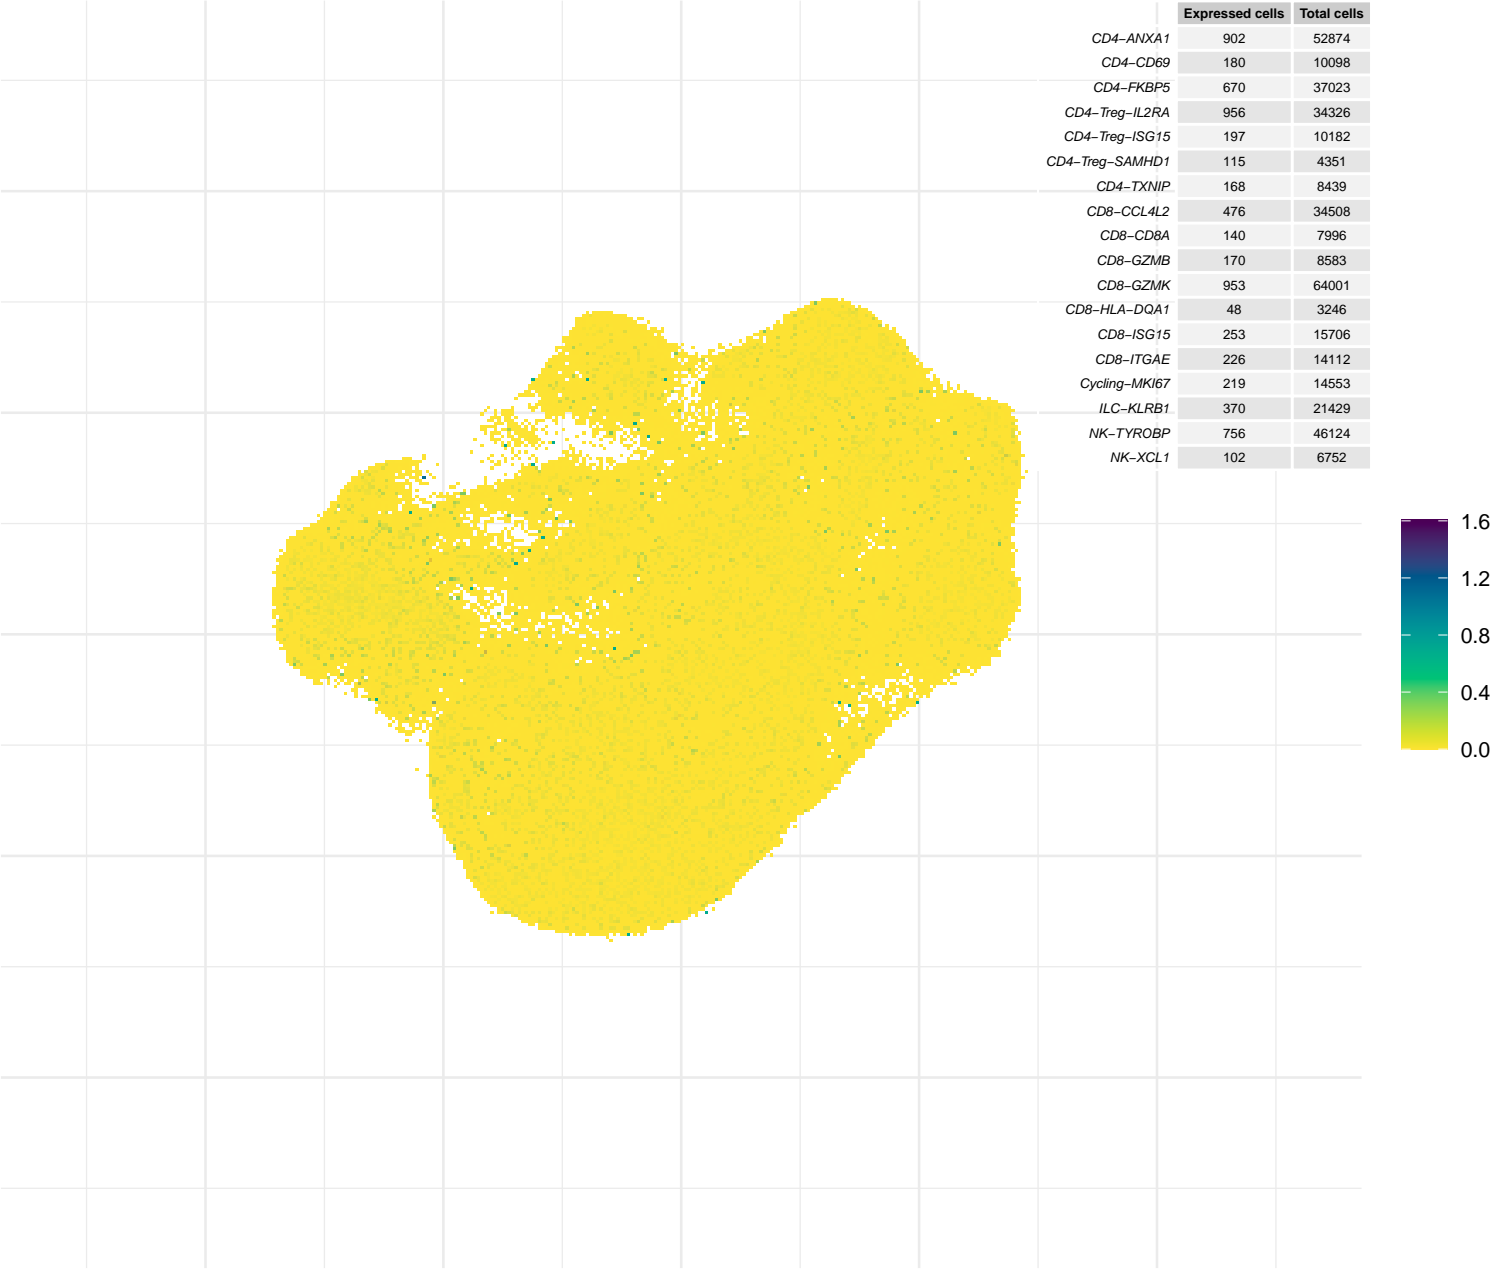 Expressed cells Total cells
CD4−ANXA1 902 52874
CD4−CD69 180 10098
CD4−FKBP5 670 37023
CD4−Treg−IL2RA 956 34326
CD4−Treg−ISG15 197 10182
CD4−Treg−SAMHD1 115 4351
CD4−TXNIP 168 8439
CD8−CCL4L2 476 34508
CD8−CD8A 140 7996
CD8−GZMB 170 8583
CD8−GZMK 953 64001
CD8−HLA−DQA1 48 3246
CD8−ISG15 253 15706
CD8−ITGAE 226 14112
Cycling−MKI67 219 14553
ILC−KLRB1 370 21429
NK−TYROBP 756 46124
NK−XCL1 102 6752
1.6
1.2
0.8
0.4
0.0